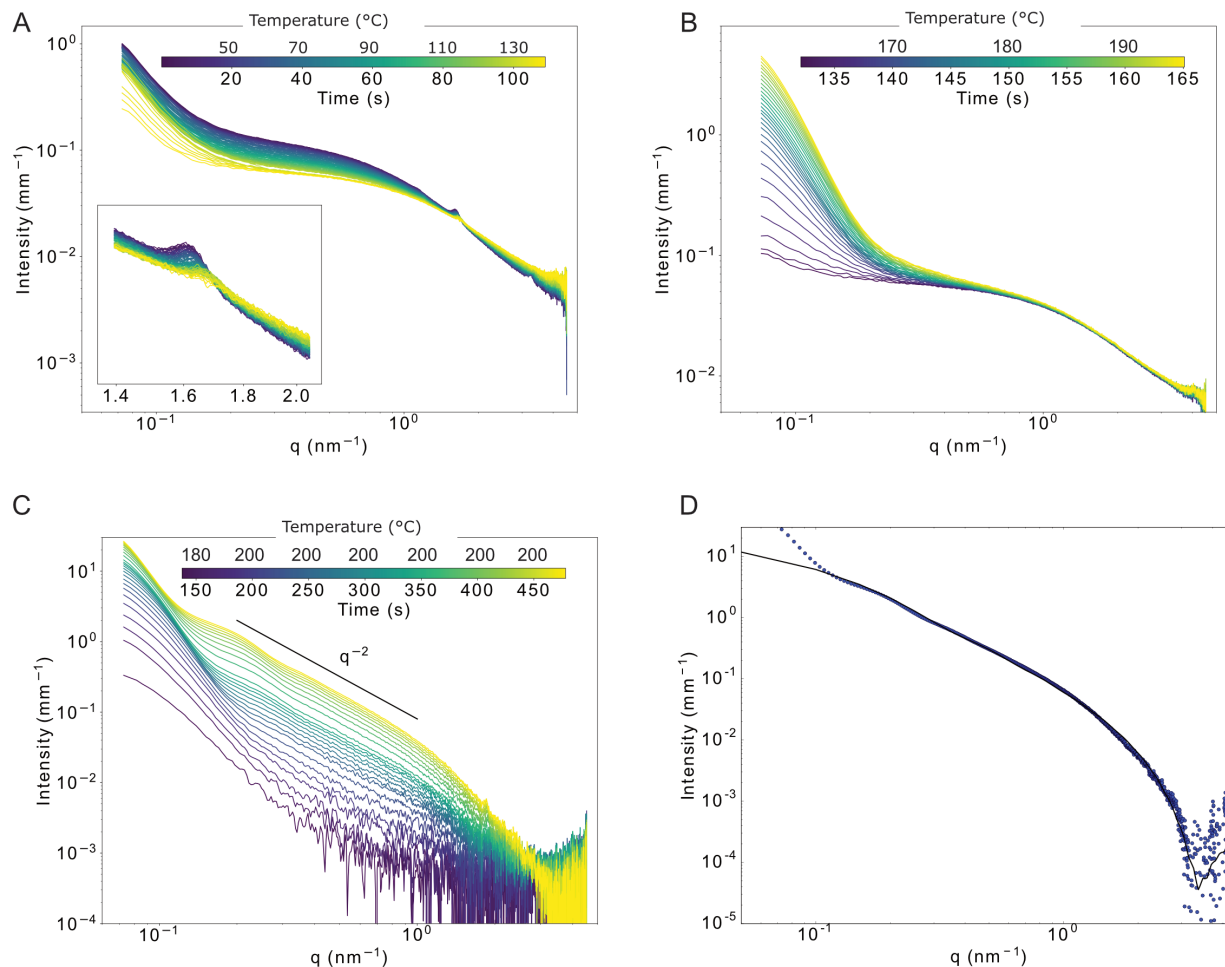 A
Temperature (°C)
50 70 90 110 130
20 40 60 80 100
Time (s)
10⁰
10⁻¹
10⁻²
10⁻³
Intensity (mm⁻¹)
1.4 1.6 1.8 2.0
10⁻¹ 10⁰
q (nm⁻¹)
B
Temperature (°C)
170 180 190
135 140 145 150 155 160 165
Time (s)
10⁰
10⁻¹
10⁻²
Intensity (mm⁻¹)
10⁻¹ 10⁰
q (nm⁻¹)
C
Temperature (°C)
180 200 200 200 200 200 200
150 200 250 300 350 400 450
Time (s)
10¹
10⁰
10⁻¹
10⁻²
10⁻³
10⁻⁴
Intensity (mm⁻¹)
q⁻²
10⁻¹ 10⁰
q (nm⁻¹)
D
10¹
10⁰
10⁻¹
10⁻²
10⁻³
10⁻⁴
10⁻⁵
Intensity (mm⁻¹)
10⁻¹ 10⁰
q (nm⁻¹)